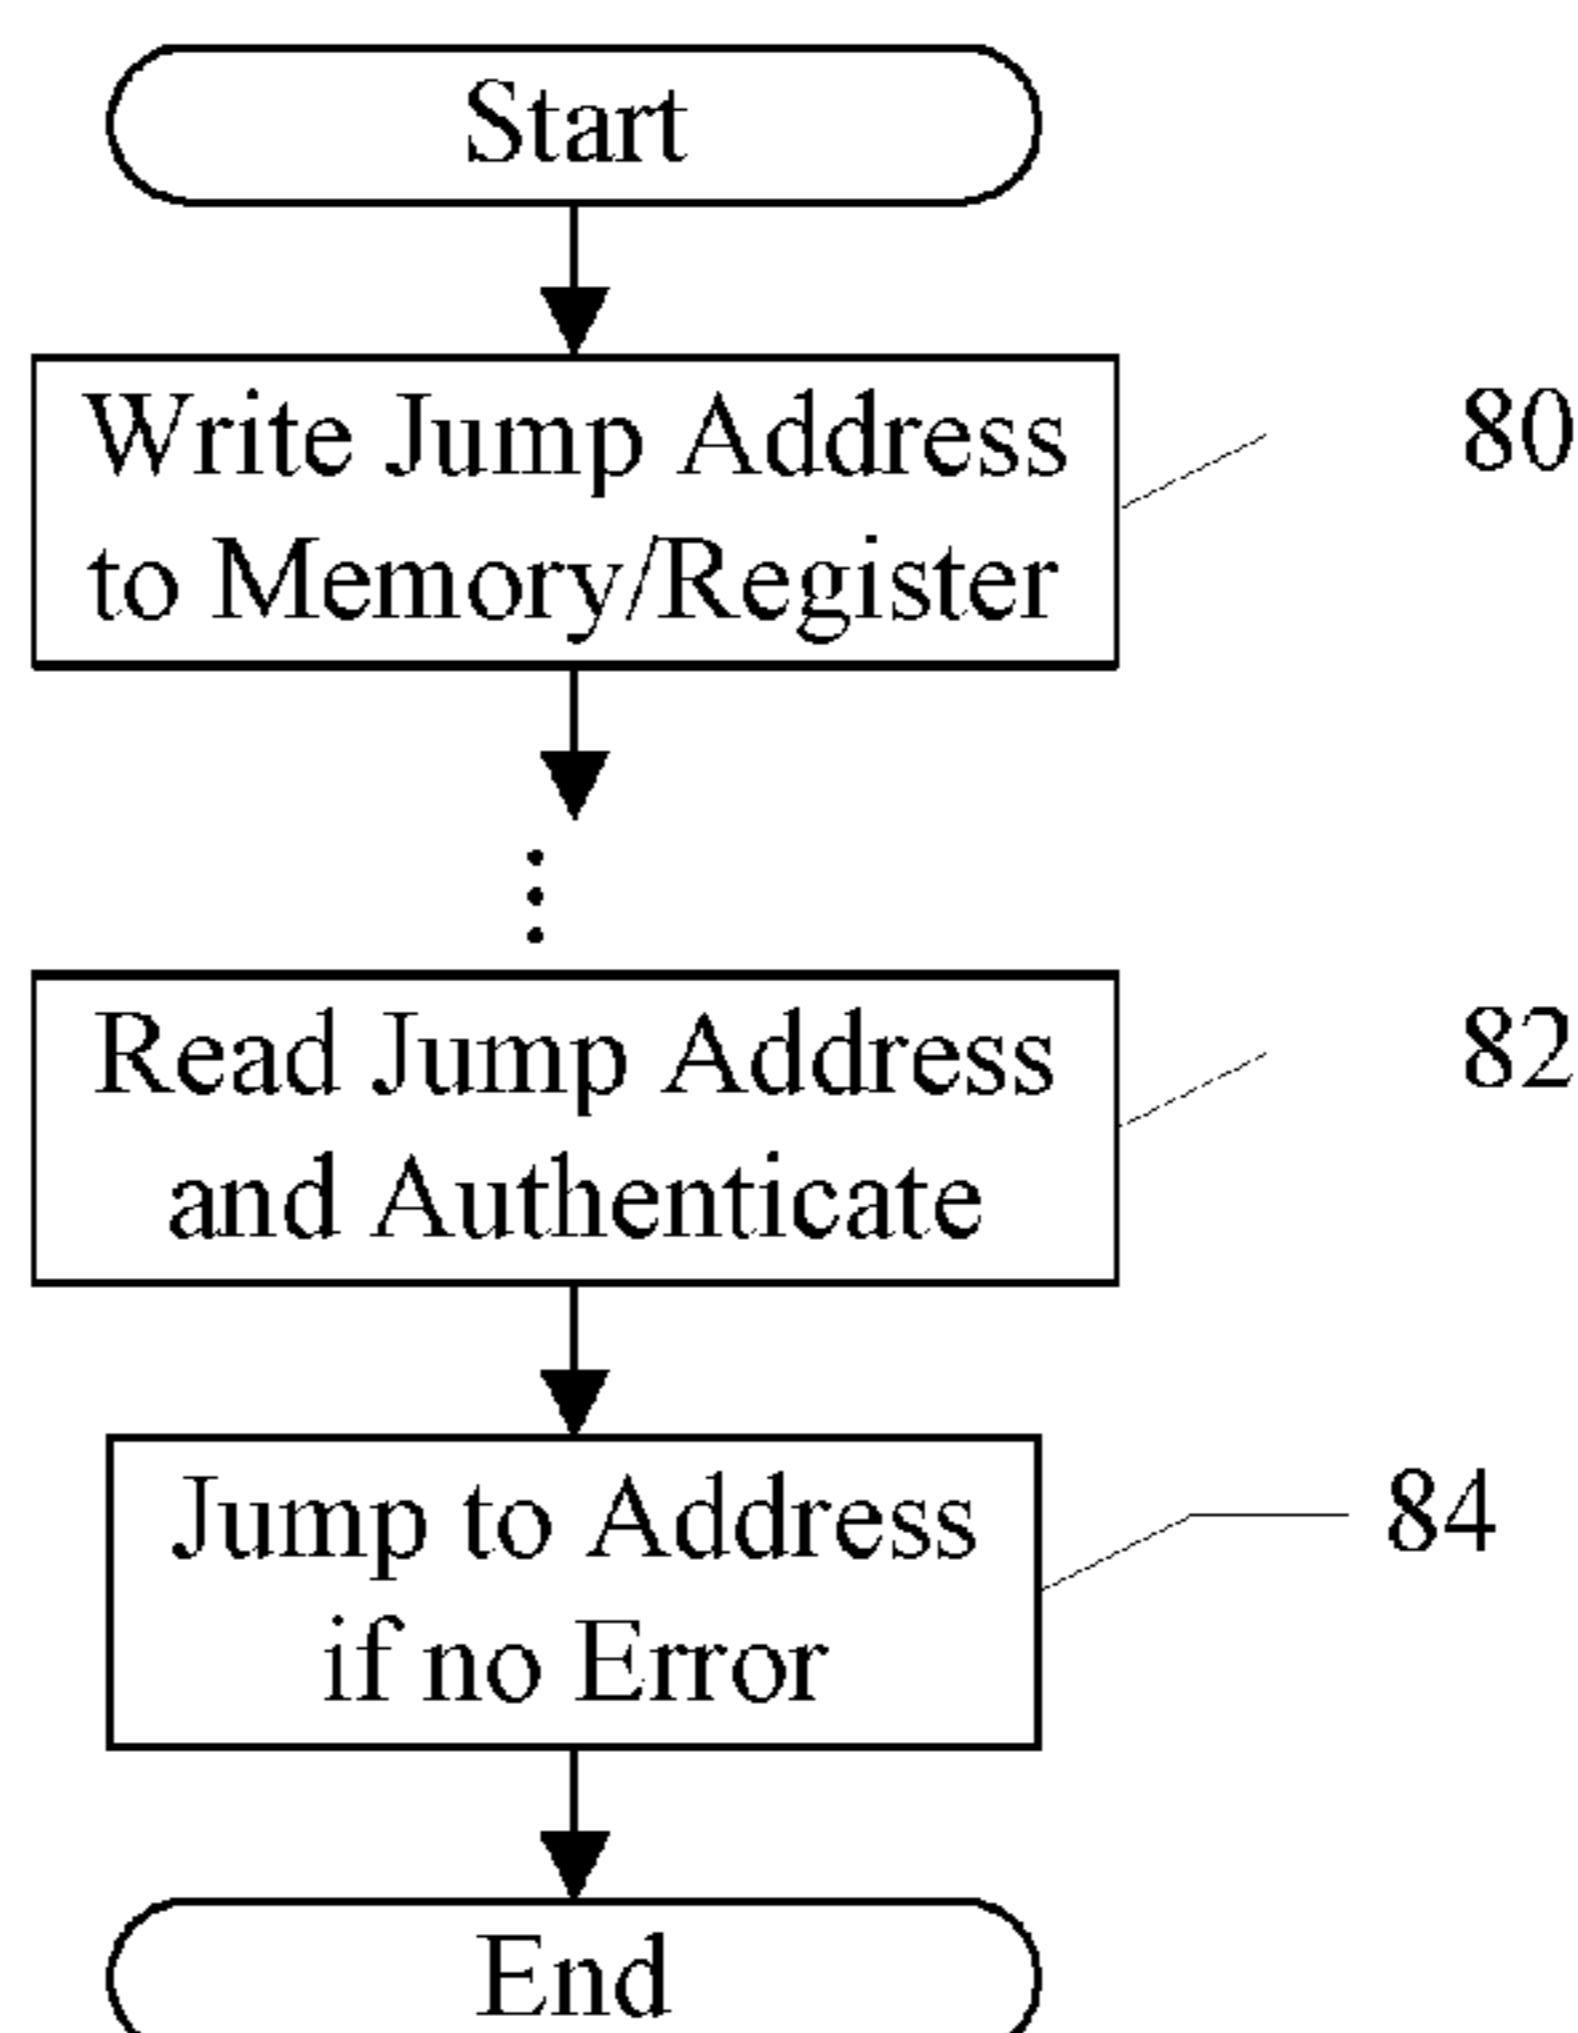 Start
Write Jump Address
to Memory/Register
80
Read Jump Address
and Authenticate
82
Jump to Address
if no Error
84
End